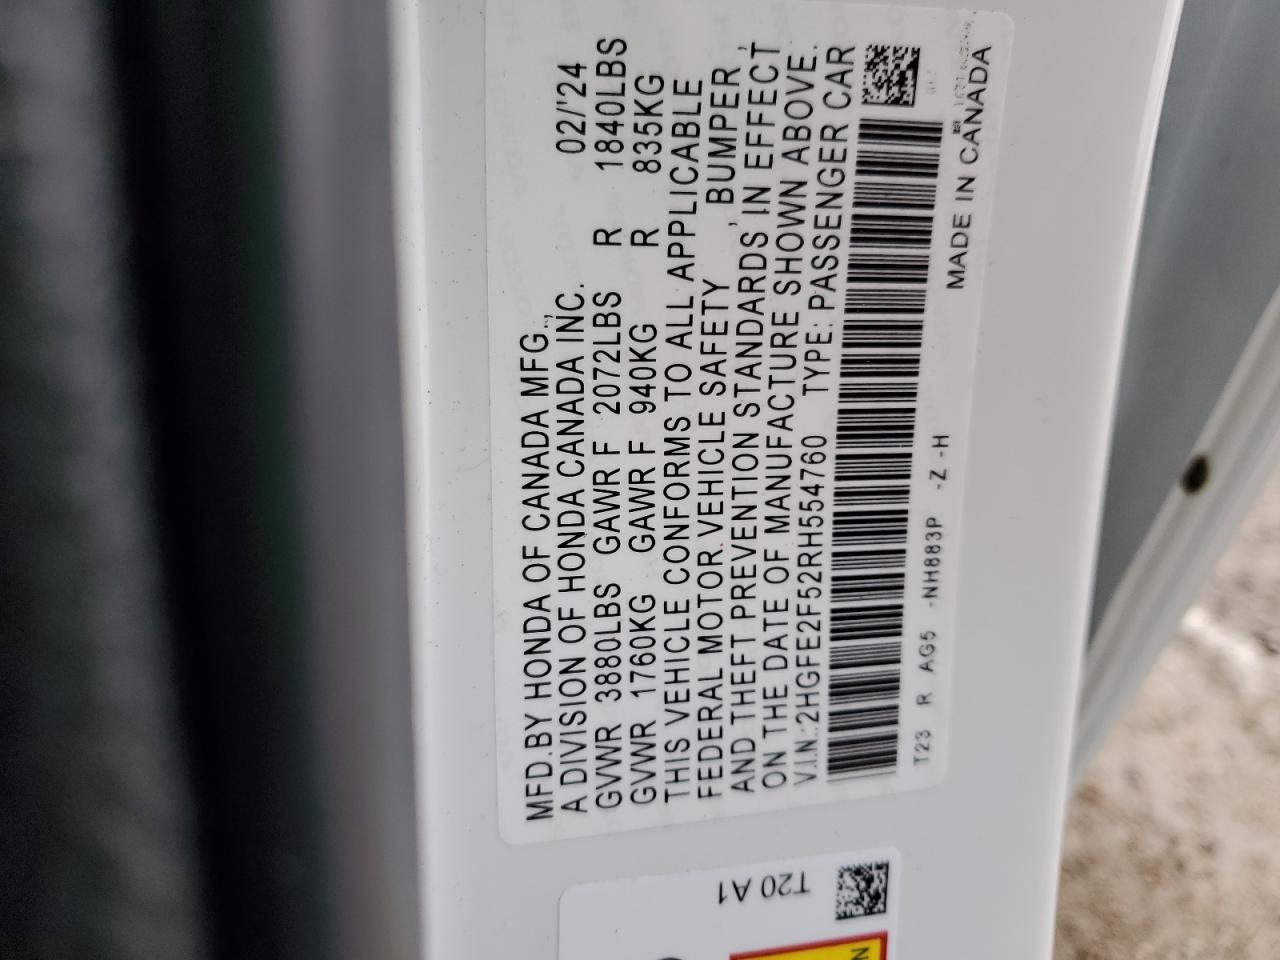 MFD.BY HONDA OF CANADA MFG.,
A DIVISION OF HONDA CANADA INC. 02/'24
GVWR 3880LBS GAWR F 2072LBS R 1840LBS
GVWR 1760KG GAWR F 940KG R 835KG
THIS VEHICLE CONFORMS TO ALL APPLICABLE
FEDERAL MOTOR VEHICLE SAFETY , BUMPER,
AND THEFT PREVENTION STANDARDS IN EFFECT
ON THE DATE OF MANUFACTURE SHOWN ABOVE.
V.I.N.:2HGFE2F52RH554760 TYPE: PASSENGER CAR
T23 R AG5 -NH883P -Z -H
MADE IN CANADA
T20 A1